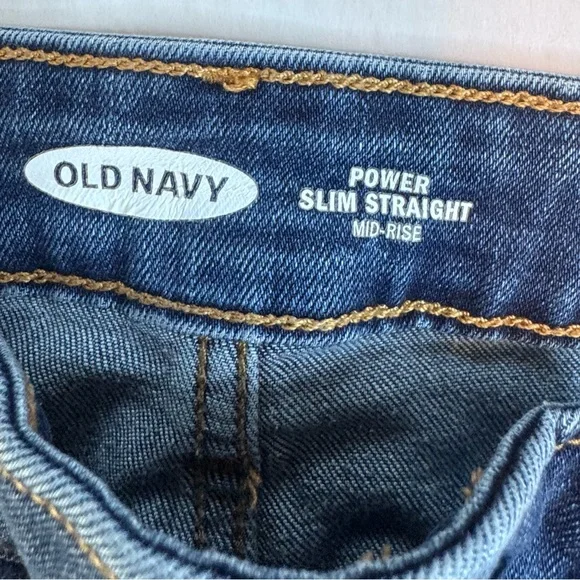 OLD NAVY
POWER
SLIM STRAIGHT
MID-RISE